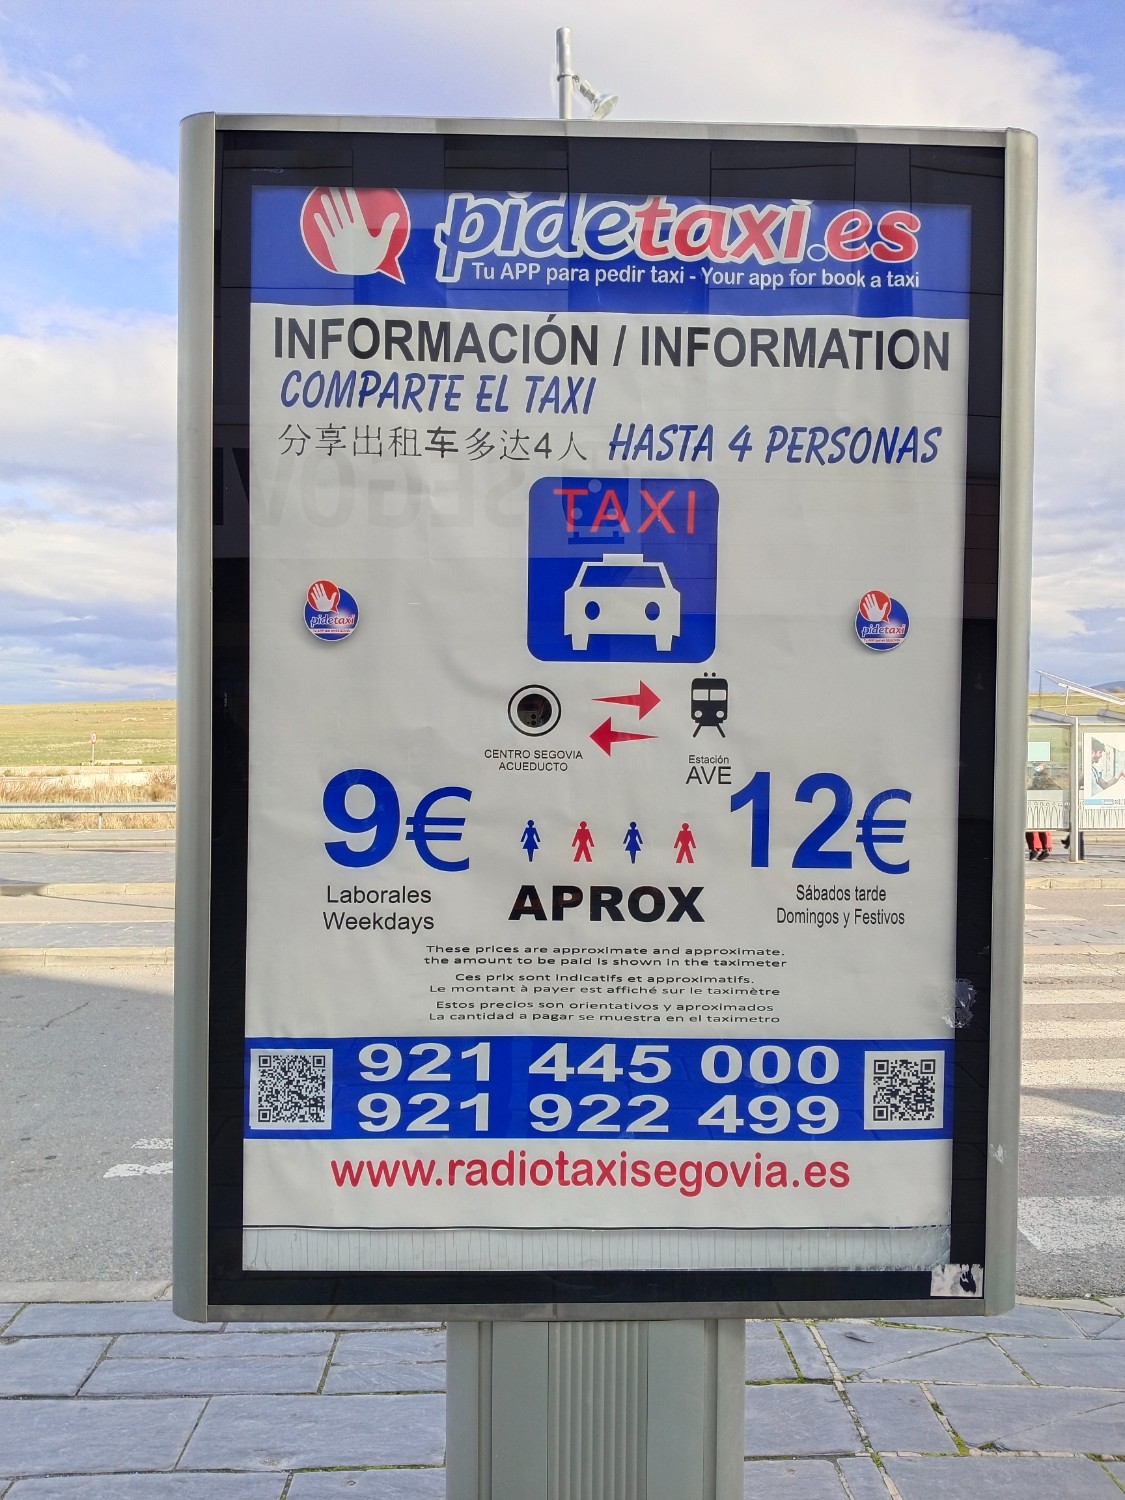 pidetaxi.es
Tu APP para pedir taxi - Your app for book a taxi
INFORMACIÓN / INFORMATION
COMPARTE EL TAXI
分享出租车多达4人 HASTA 4 PERSONAS
TAXI
pidetaxi
pidetaxi
CENTRO SEGOVIA
ACUEDUCTO
Estación
AVE
9€
12€
Laborales
Weekdays
APROX
Sábados tarde
Domingos y Festivos
These prices are approximate and approximate.
the amount to be paid is shown in the taximeter
Ces prix sont indicatifs et approximatifs.
Le montant à payer est affiché sur le taximètre
Estos precios son orientativos y aproximados
La cantidad a pagar se muestra en el taximetro
921 445 000
921 922 499
www.radiotaxisegovia.es